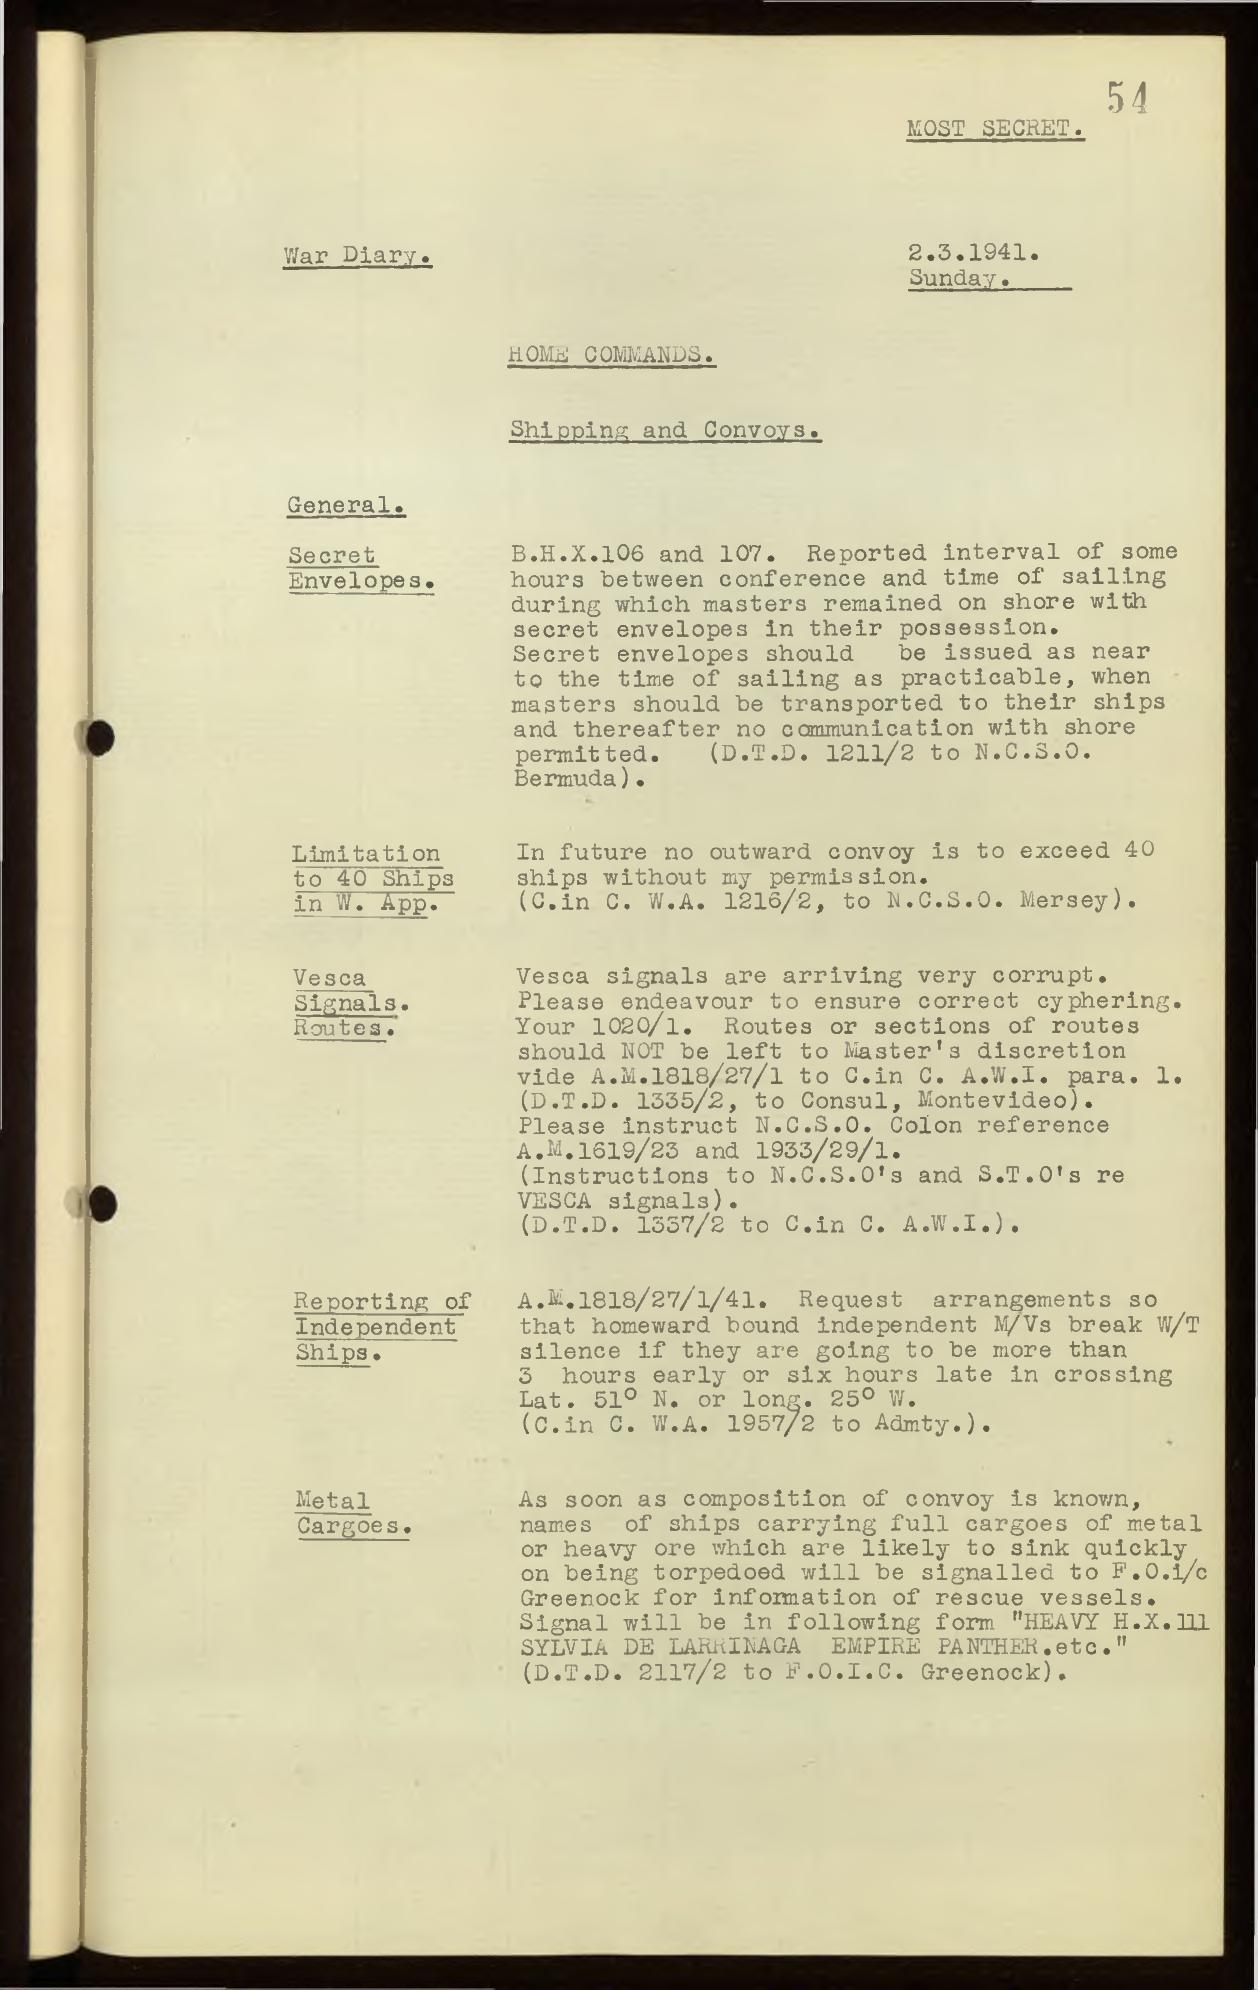 54
MOST SECRET.
War Diary.
2.3.1941.
Sunday.
HOME COMMANDS.
Shipping and Convoys.
General.
Secret
Envelopes.
B.H.X.106 and 107. Reported interval of some
hours between conference and time of sailing
during which masters remained on shore with
secret envelopes in their possession.
Secret envelopes should be issued as near
to the time of sailing as practicable, when
masters should be transported to their ships
and thereafter no communication with shore
permitted. (D.T.D. 1211/2 to N.C.S.O.
Bermuda).
Limitation
to 40 Ships
in W. App.
In future no outward convoy is to exceed 40
ships without my permission.
(C.in C. W.A. 1216/2, to N.C.S.O. Mersey).
Vesca
Signals.
Routes.
Vesca signals are arriving very corrupt.
Please endeavour to ensure correct cyphering.
Your 1020/1. Routes or sections of routes
should NOT be left to Master's discretion
vide A.M.1818/27/1 to C.in C. A.W.I. para. 1.
(D.T.D. 1335/2, to Consul, Montevideo).
Please instruct N.C.S.O. Colon reference
A.M.1619/23 and 1933/29/1.
(Instructions to N.C.S.O's and S.T.O's re
VESCA signals).
(D.T.D. 1337/2 to C.in C. A.W.I.).
Reporting of
Independent
Ships.
A.M.1818/27/1/41. Request arrangements so
that homeward bound independent M/Vs break W/T
silence if they are going to be more than
3 hours early or six hours late in crossing
Lat. 51° N. or long. 25° W.
(C.in C. W.A. 1957/2 to Admty.).
Metal
Cargoes.
As soon as composition of convoy is known,
names of ships carrying full cargoes of metal
or heavy ore which are likely to sink quickly
on being torpedoed will be signalled to F.O.i/c
Greenock for information of rescue vessels.
Signal will be in following form "HEAVY H.X.111
SYLVIA DE LARRINAGA EMPIRE PANTHER.etc."
(D.T.D. 2117/2 to F.O.I.C. Greenock).